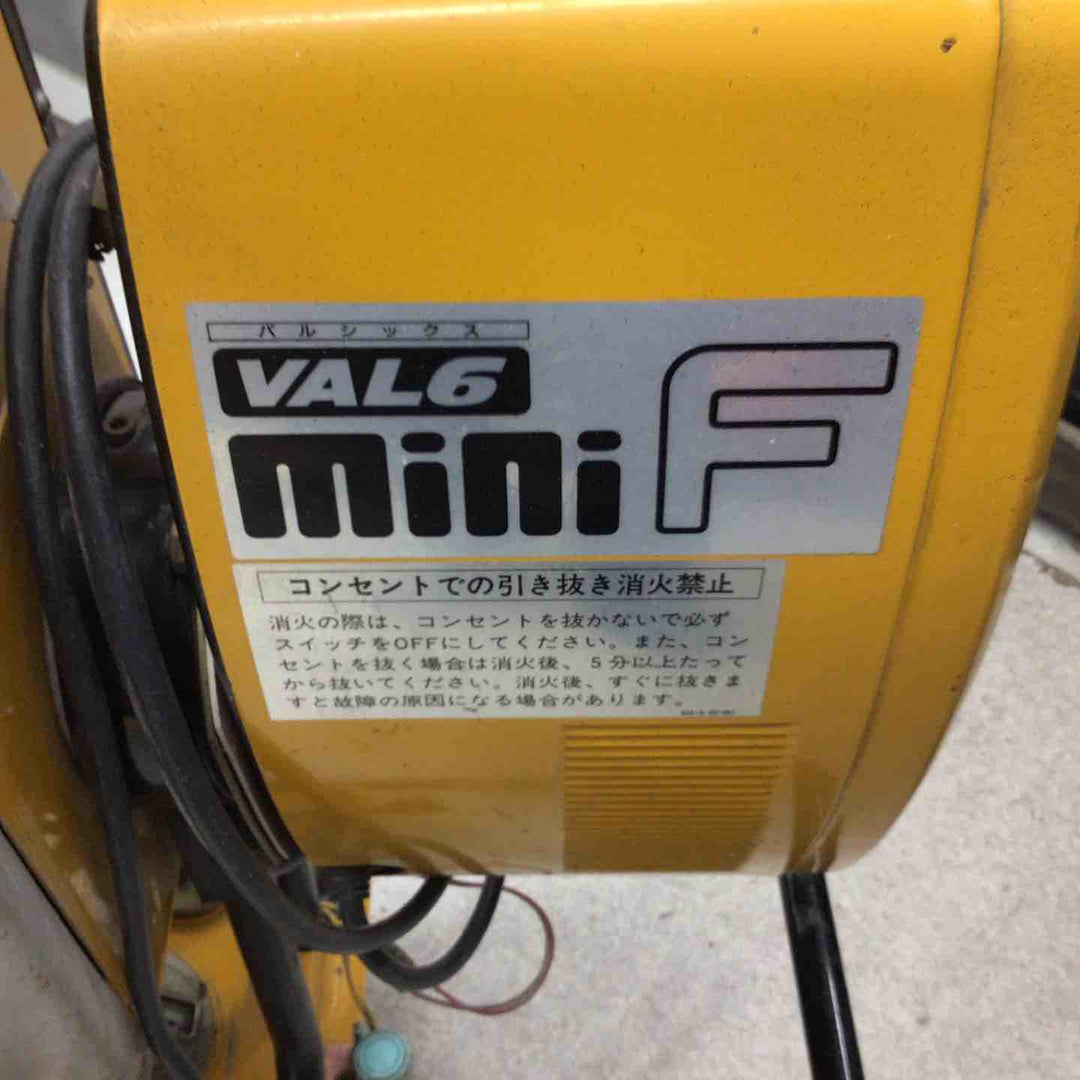 バルシックス
VAL6
mini F
コンセントでの引き抜き消火禁止
消火の際は、コンセントを抜かないで必ず
スイッチをOFFにしてください。また、コン
セントを抜く場合は消火後、5分以上たって
から抜いてください。消火後、すぐに抜きま
すと故障の原因になる場合があります。